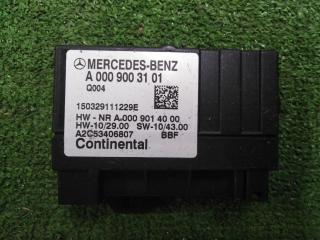 MERCEDES-BENZ
A 000 900 31 01
Q004
150329111229E
HW - NR A-000 901 40 00
HW-10/29.00 SW-10/43.00
A2C53406807 BBF
Continental